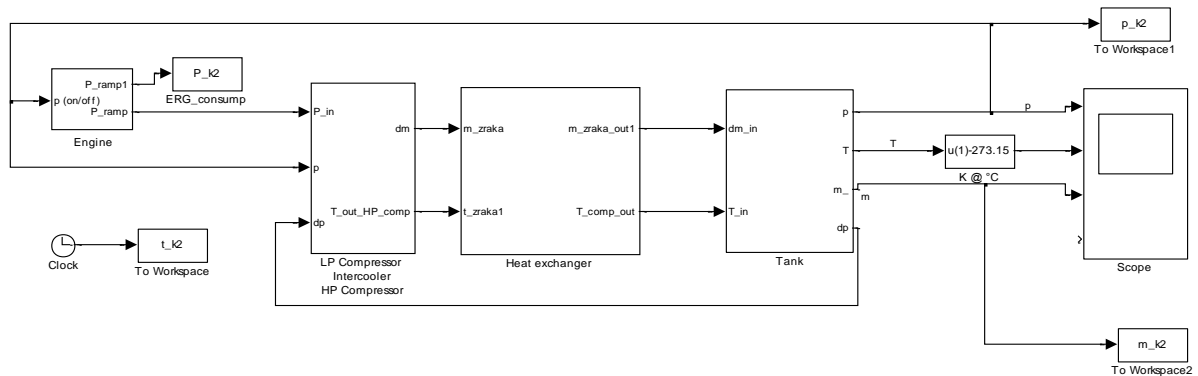 p_k2
To Workspace1
P_k2
ERG_consump
P_ramp1
p (on/off)
P_ramp
Engine
P_in
dm
p
T_out_HP_comp
dp
LP Compressor
Intercooler
HP Compressor
m_zraka
m_zraka_out1
t_zraka1
T_comp_out
Heat exchanger
dm_in
p
T
m_
T_in
dp
Tank
p
T
u(1)-273.15
K @ °C
m
Scope
Clock
t_k2
To Workspace
m_k2
To Workspace2